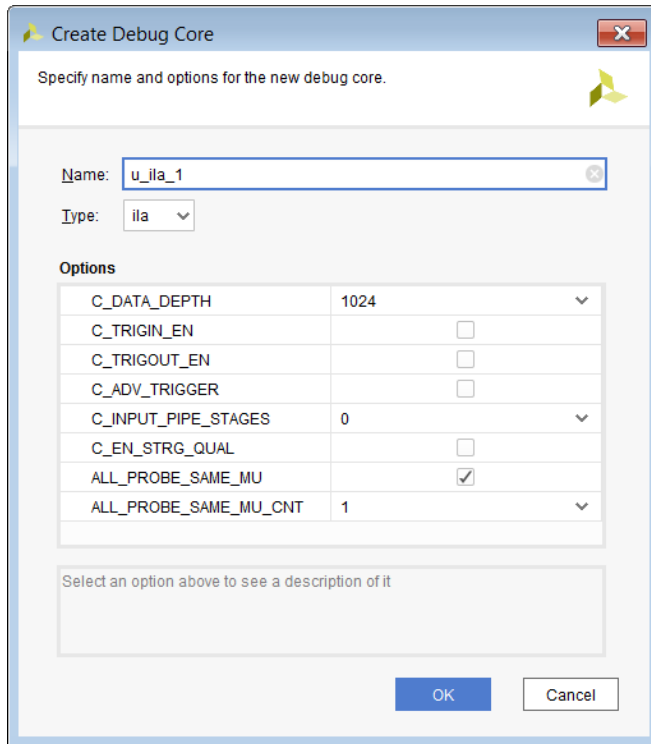 Create Debug Core
Specify name and options for the new debug core.
Name: u_ila_1
Type: ila
Options
C_DATA_DEPTH 1024
C_TRIGIN_EN
C_TRIGOUT_EN
C_ADV_TRIGGER
C_INPUT_PIPE_STAGES 0
C_EN_STRG_QUAL
ALL_PROBE_SAME_MU
ALL_PROBE_SAME_MU_CNT 1
Select an option above to see a description of it
OK Cancel